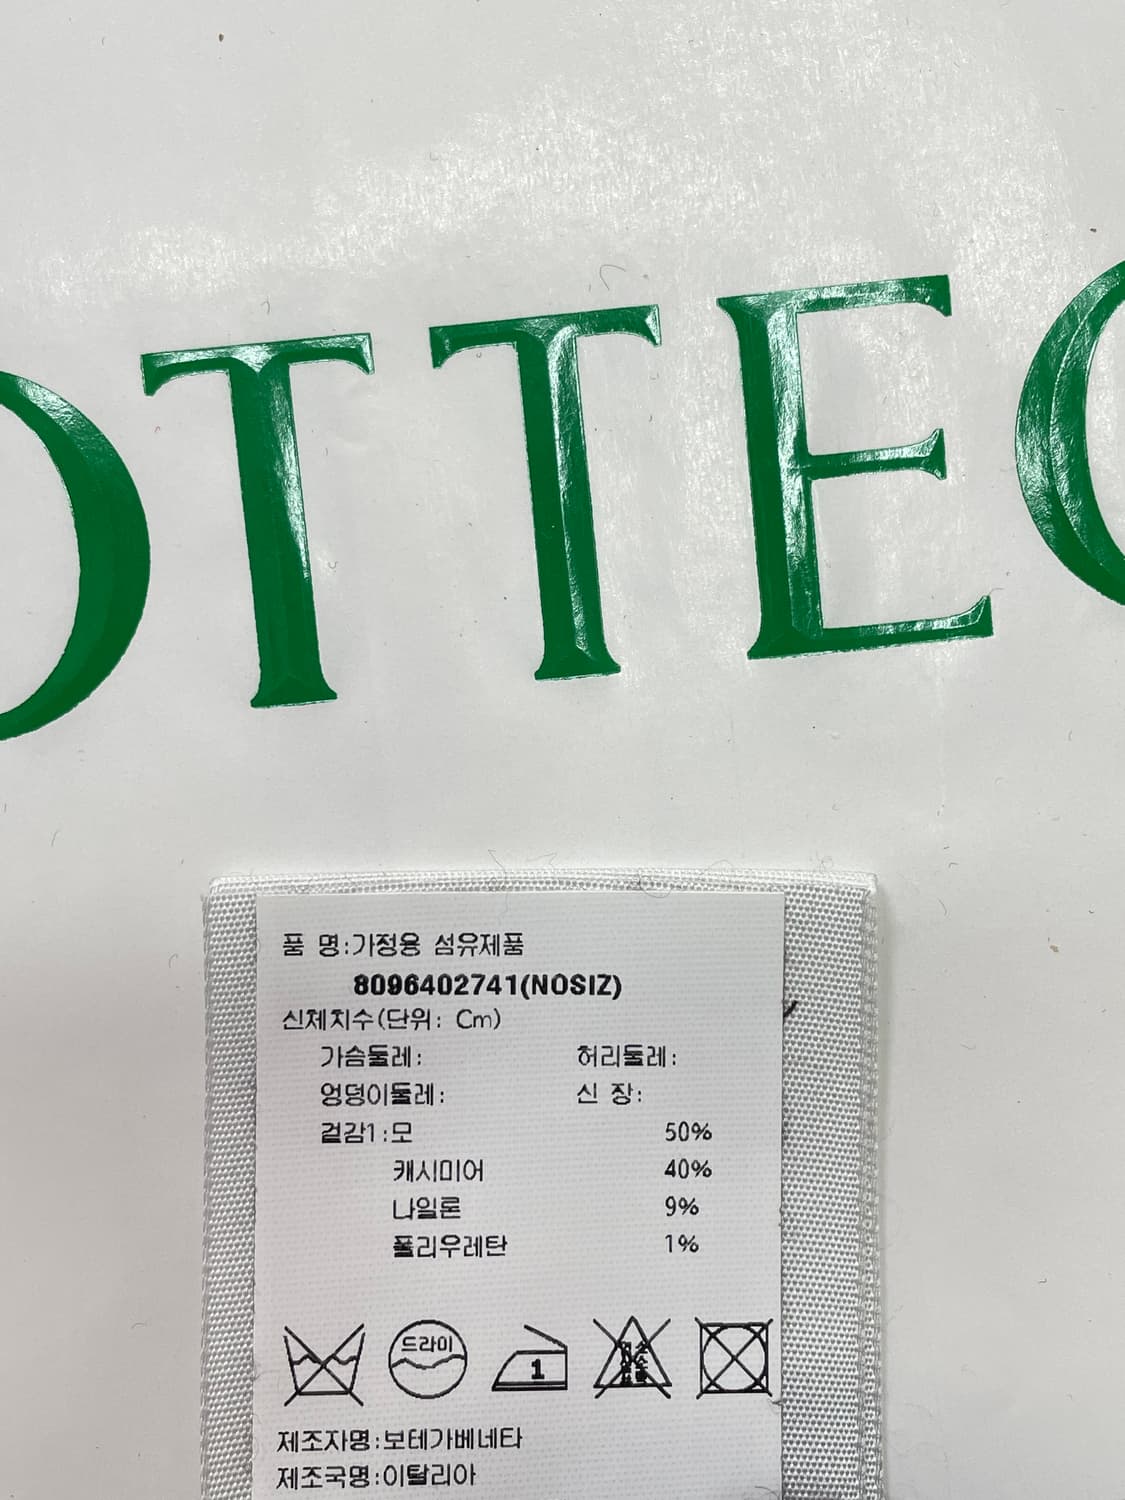 OTTEG
품 명:가정용 섬유제품
8096402741(NOSIZ)
신체치수(단위: Cm)
가슴둘레: 허리둘레:
엉덩이둘레: 신 장:
겉감1:모 50%
캐시미어 40%
나일론 9%
폴리우레탄 1%
드라이 1
제조자명:보테가베네타
제조국명:이탈리아